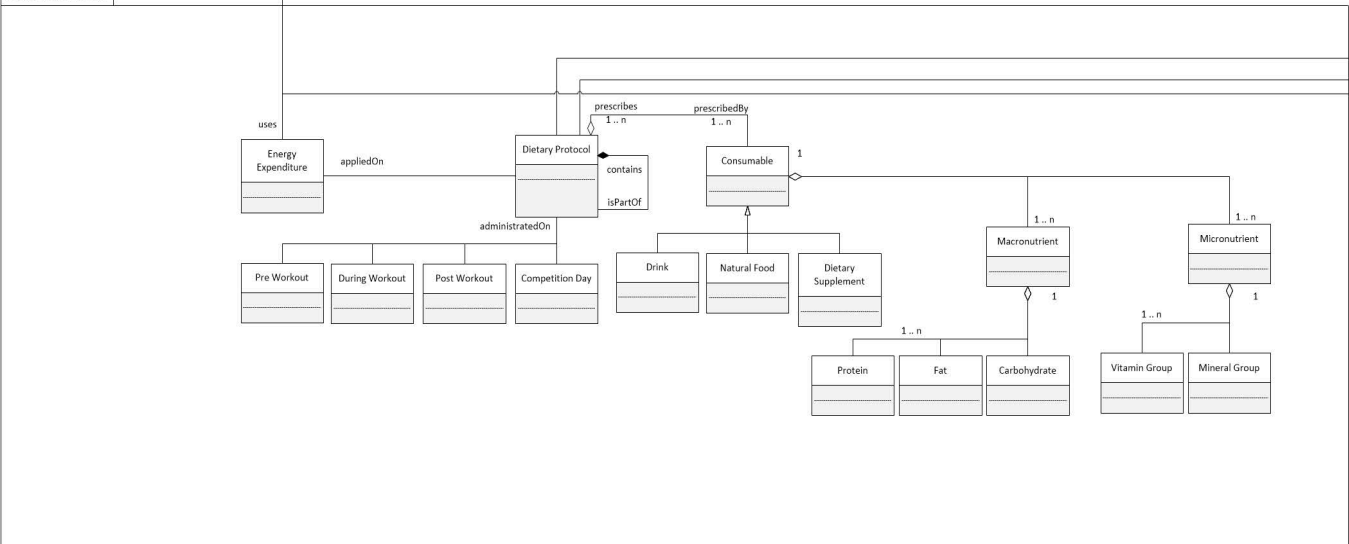 prescribes
prescribedBy
1 .. n
1 .. n
uses
Energy
Expenditure
appliedOn
Dietary Protocol
contains
isPartOf
Consumable
1
administratedOn
1 .. n
1 .. n
Macronutrient
Micronutrient
Pre Workout
During Workout
Post Workout
Competition Day
Drink
Natural Food
Dietary
Supplement
1
1
1 .. n
1 .. n
Protein
Fat
Carbohydrate
Vitamin Group
Mineral Group